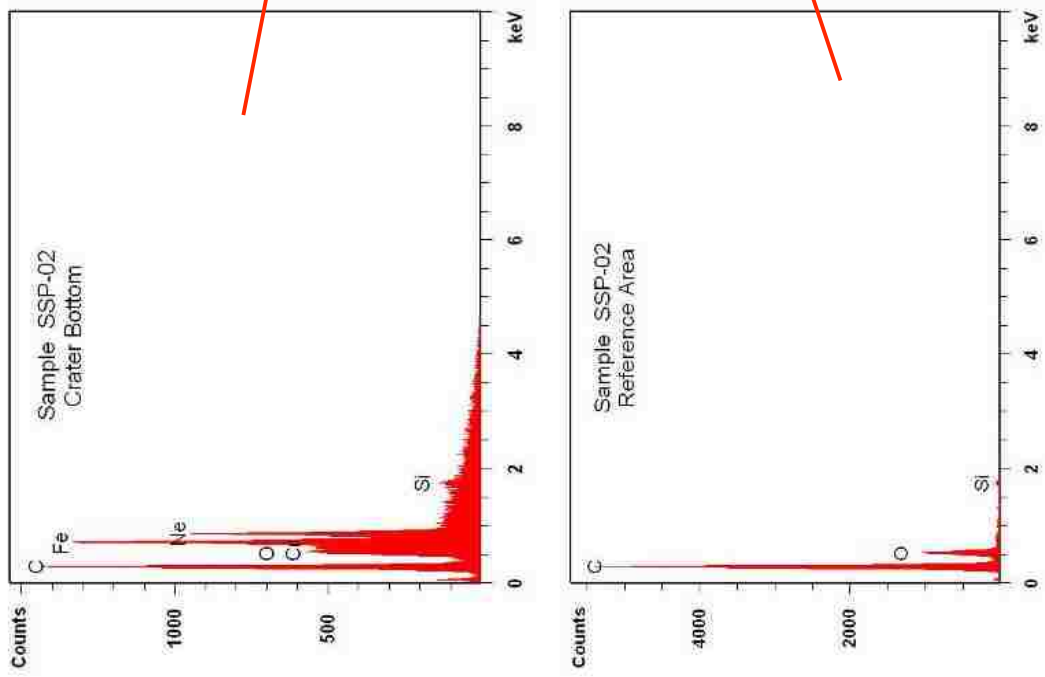 Counts
1000
500
C
Fe
Ne
O
Cr
Si
Sample SSP-02
Crater Bottom
0
2
4
6
8
keV
Counts
4000
2000
C
O
Si
Sample SSP-02
Reference Area
0
2
4
6
8
keV